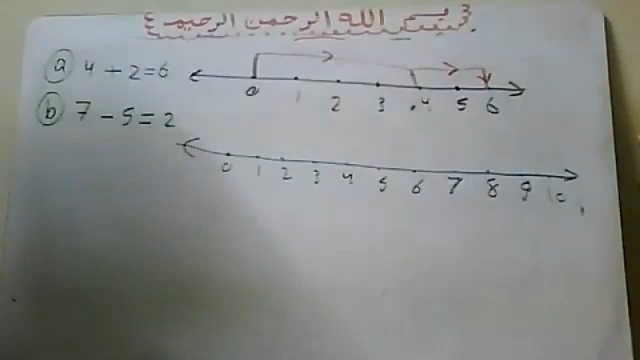 بسم الله الرحمن الرحيم
a 4 + 2 = 6
0 1 2 3 4 5 6
b 7 - 5 = 2
0 1 2 3 4 5 6 7 8 9 10